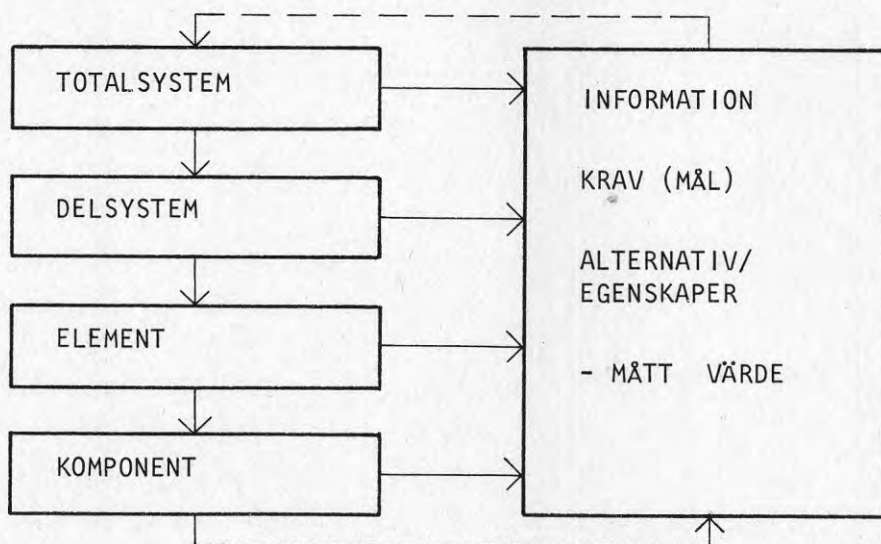 TOTALSYSTEM
DELSYSTEM
ELEMENT
KOMPONENT
INFORMATION
KRAV (MÅL)
ALTERNATIV/
EGENSKAPER
- MÅTT VÄRDE